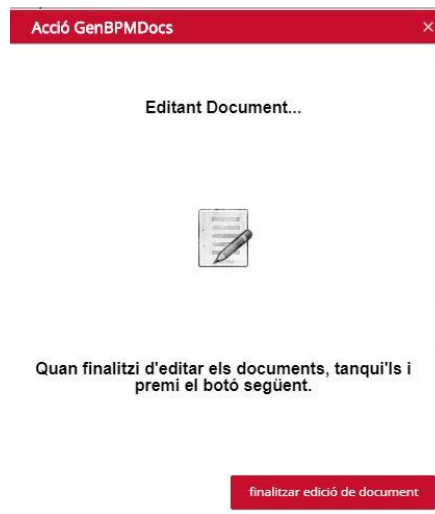 Acció GenBPMDocs ×
Editant Document...
Quan finalitzi d'editar els documents, tanqui'ls i
premi el botó següent.
finalitzar edició de document